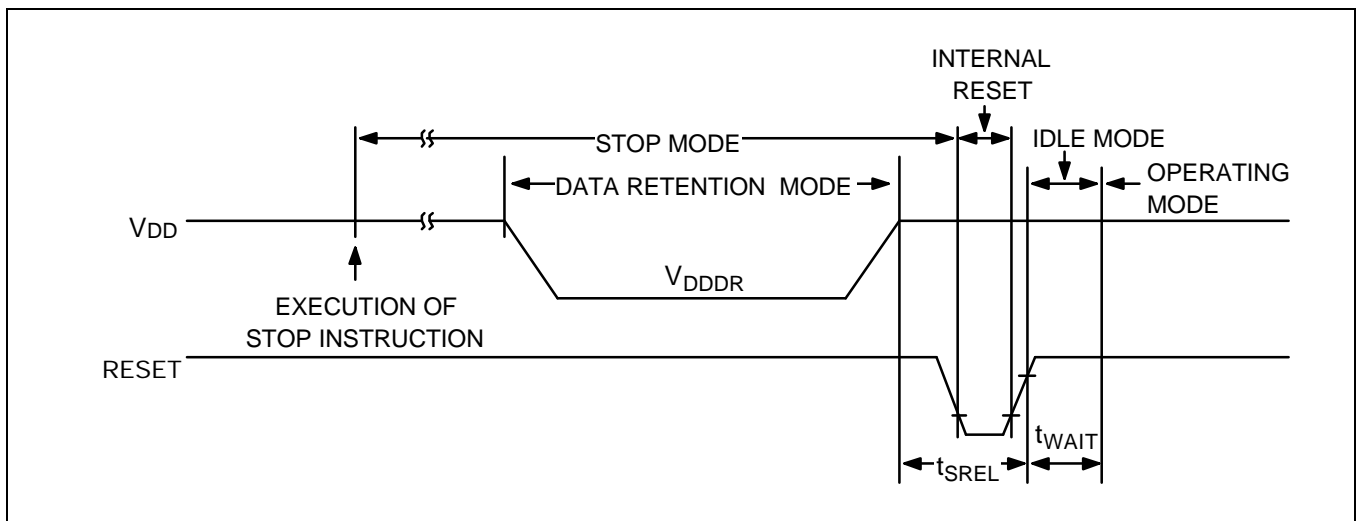 INTERNAL
RESET
STOP MODE
IDLE MODE
DATA RETENTION MODE
OPERATING
MODE
VDD
VDDDR
EXECUTION OF
STOP INSTRUCTION
RESET
tWAIT
tSREL